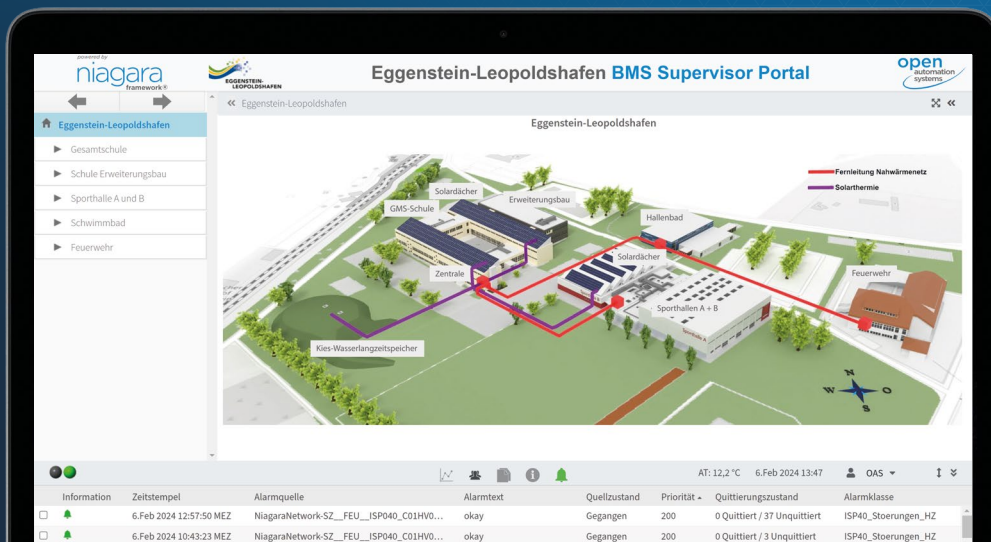 powered by
niagara
framework®
EGGENSTEIN-
LEOPOLDSHAFEN
Eggenstein-Leopoldshafen BMS Supervisor Portal
open
automation
systems
Eggenstein-Leopoldshafen
« Eggenstein-Leopoldshafen
«
Gesamtschule
Schule Erweiterungsbau
Sporthalle A und B
Schwimmbad
Feuerwehr
Eggenstein-Leopoldshafen
Fernleitung Nahwärmenetz
Solarthermie
Solardächer
Erweiterungsbau
GMS-Schule
Hallenbad
Solardächer
Zentrale
Feuerwehr
Sporthallen A + B
Kies-Wasserlangzeitspeicher
N
W O
S
AT: 12,2 °C 6.Feb 2024 13:47 OAS
Information Zeitstempel Alarmquelle Alarmtext Quellzustand Priorität Quittierungszustand Alarmklasse
6.Feb 2024 12:57:50 MEZ NiagaraNetwork-SZ__FEU__ISP040_C01HV0... okay Gegangen 200 0 Quittiert / 37 Unquittiert ISP40_Stoerungen_HZ
6.Feb 2024 10:43:23 MEZ NiagaraNetwork-SZ__FEU__ISP040_C01HV0... okay Gegangen 200 0 Quittiert / 3 Unquittiert ISP40_Stoerungen_HZ